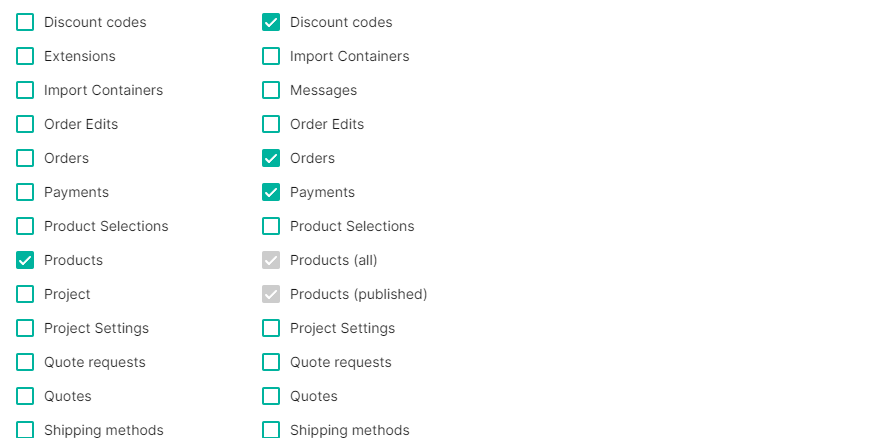 Discount codes
Extensions
Import Containers
Order Edits
Orders
Payments
Product Selections
Products
Project
Project Settings
Quote requests
Quotes
Shipping methods
Discount codes
Import Containers
Messages
Order Edits
Orders
Payments
Product Selections
Products (all)
Products (published)
Project Settings
Quote requests
Quotes
Shipping methods